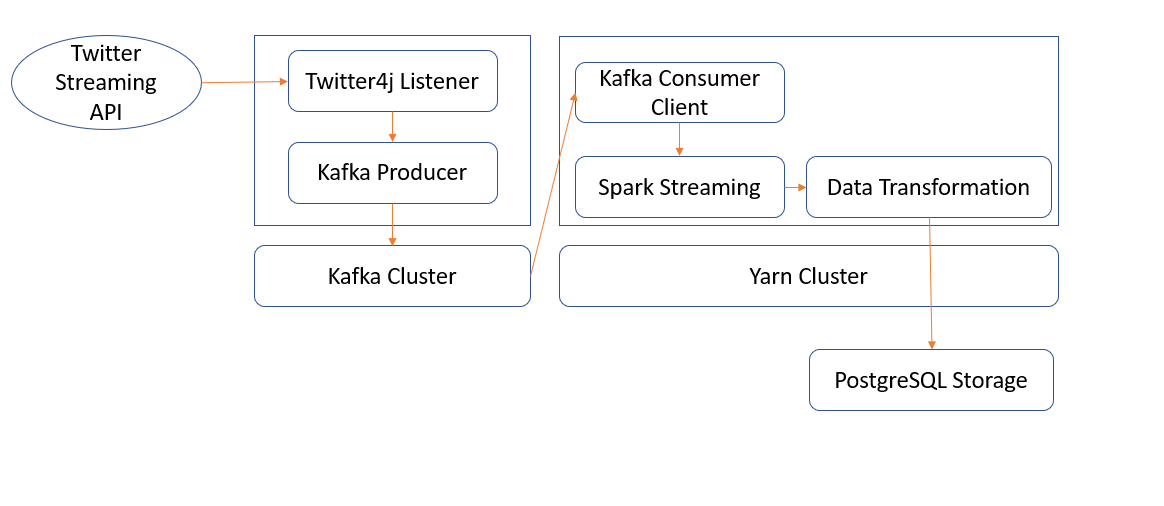 Twitter
Streaming
API
Twitter4j Listener
Kafka Producer
Kafka Cluster
Kafka Consumer
Client
Spark Streaming
Data Transformation
Yarn Cluster
PostgreSQL Storage